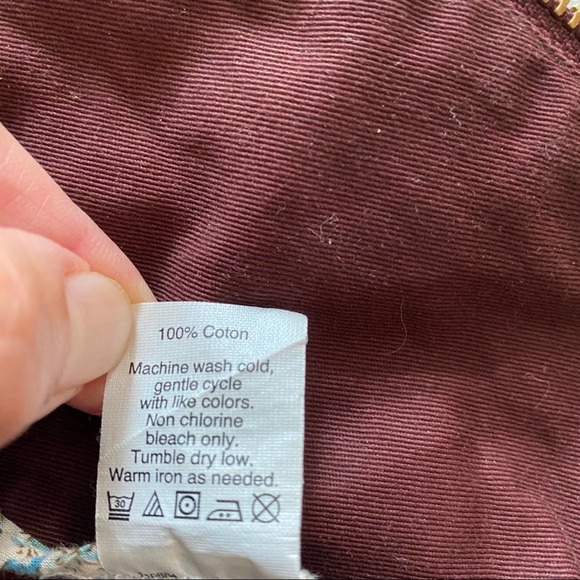 100% Coton
Machine wash cold,
gentle cycle
with like colors.
Non chlorine
bleach only.
Tumble dry low.
Warm iron as needed.
30